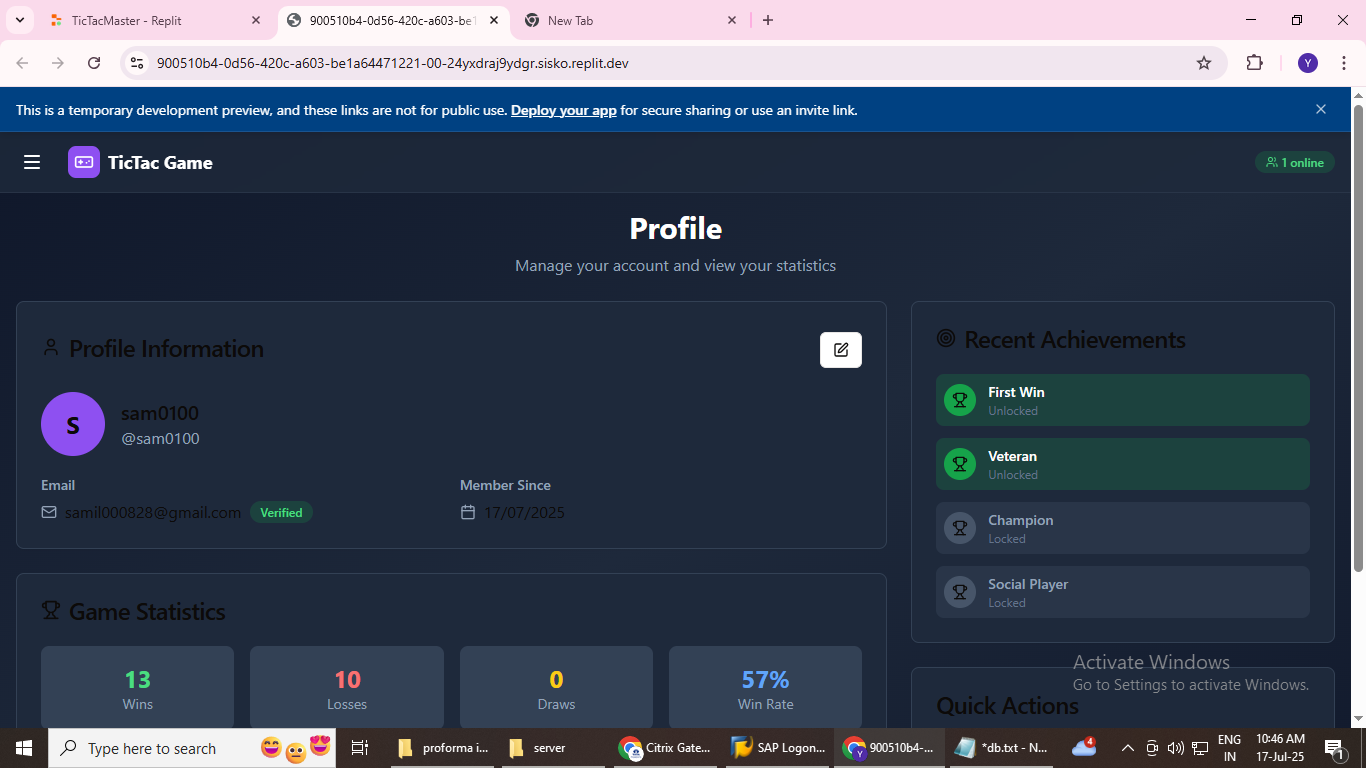 TicTacMaster - Replit
900510b4-0d56-420c-a603-be1
New Tab
900510b4-0d56-420c-a603-be1a64471221-00-24yxdraj9ydgr.sisko.replit.dev
Y
This is a temporary development preview, and these links are not for public use. Deploy your app for secure sharing or use an invite link.
TicTac Game
1 online
Profile
Manage your account and view your statistics
Profile Information
S
sam0100
@sam0100
Email
samil000828@gmail.com Verified
Member Since
17/07/2025
Game Statistics
13
Wins
10
Losses
0
Draws
57%
Win Rate
Recent Achievements
First Win
Unlocked
Veteran
Unlocked
Champion
Locked
Social Player
Locked
Quick Actions
Activate Windows
Go to Settings to activate Windows.
Type here to search
proforma i...
server
Citrix Gate...
SAP Logon...
Y
900510b4-...
*db.txt - N...
4
ENG
IN
10:46 AM
17-Jul-25
1